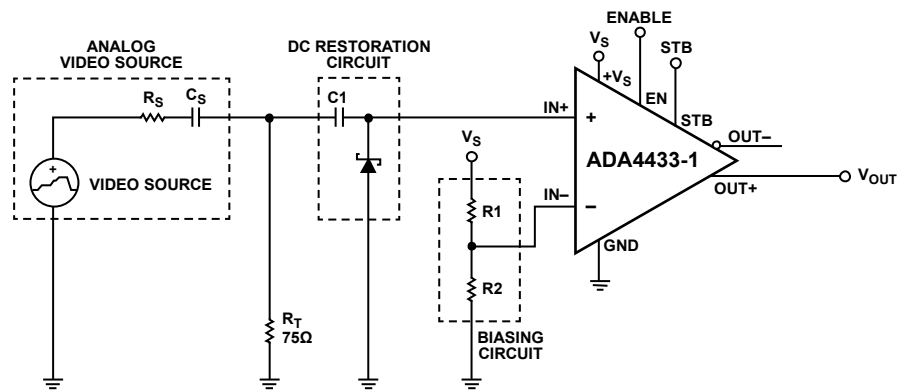 ANALOG
VIDEO SOURCE
DC RESTORATION
CIRCUIT
ENABLE
VS
STB
RS
CS
C1
+VS
EN
IN+
+
STB
+
VIDEO SOURCE
VS
ADA4433-1
OUT–
VOUT
OUT+
IN–
–
R1
GND
R2
RT
75Ω
BIASING
CIRCUIT